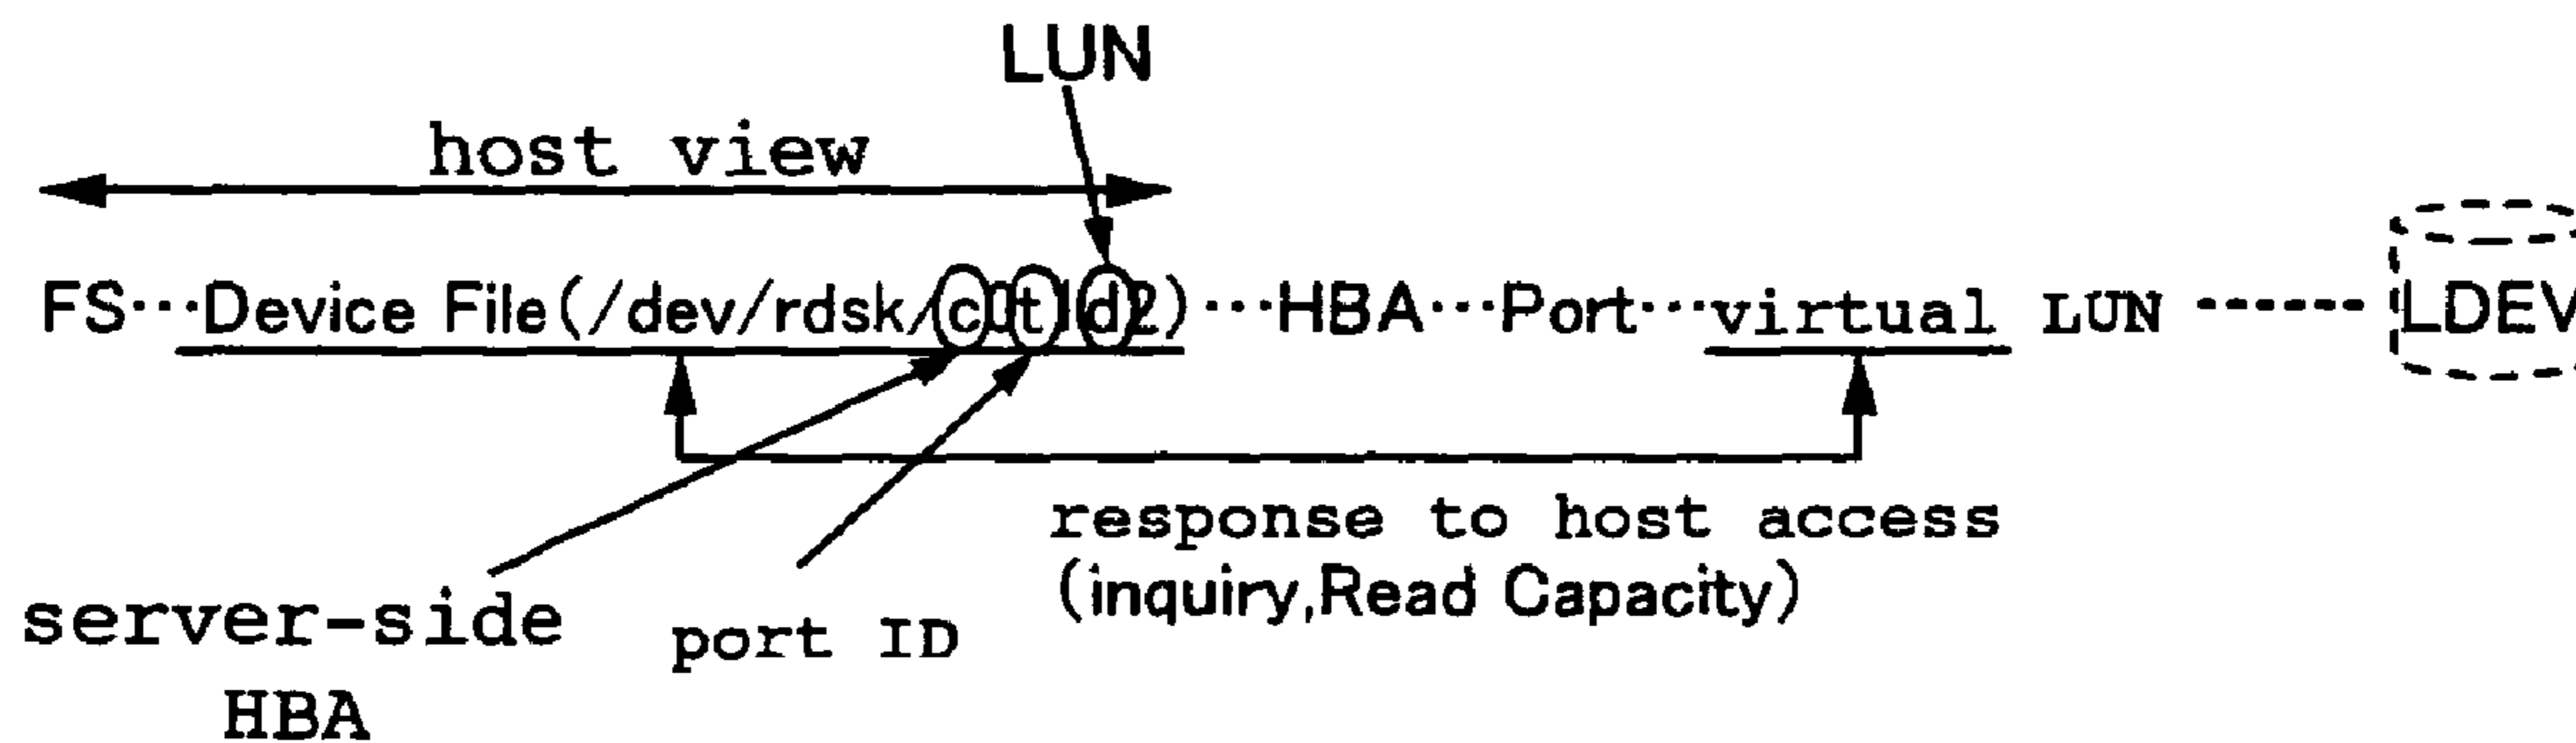 LUN
host view
FS···Device File(/dev/rdsk/c0t1d2)···HBA···Port···virtual LUN ------ LDEV
response to host access
(inquiry,Read Capacity)
server-side
HBA
port ID